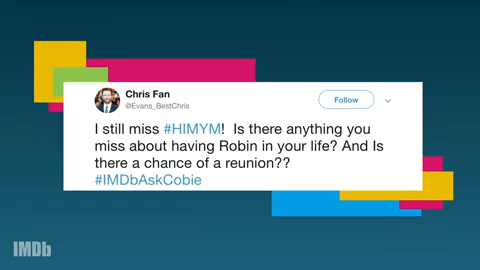 Chris Fan
@Evans_BestChris
Follow
I still miss #HIMYM!  Is there anything you
miss about having Robin in your life? And Is
there a chance of a reunion??
#IMDbAskCobie
IMDb